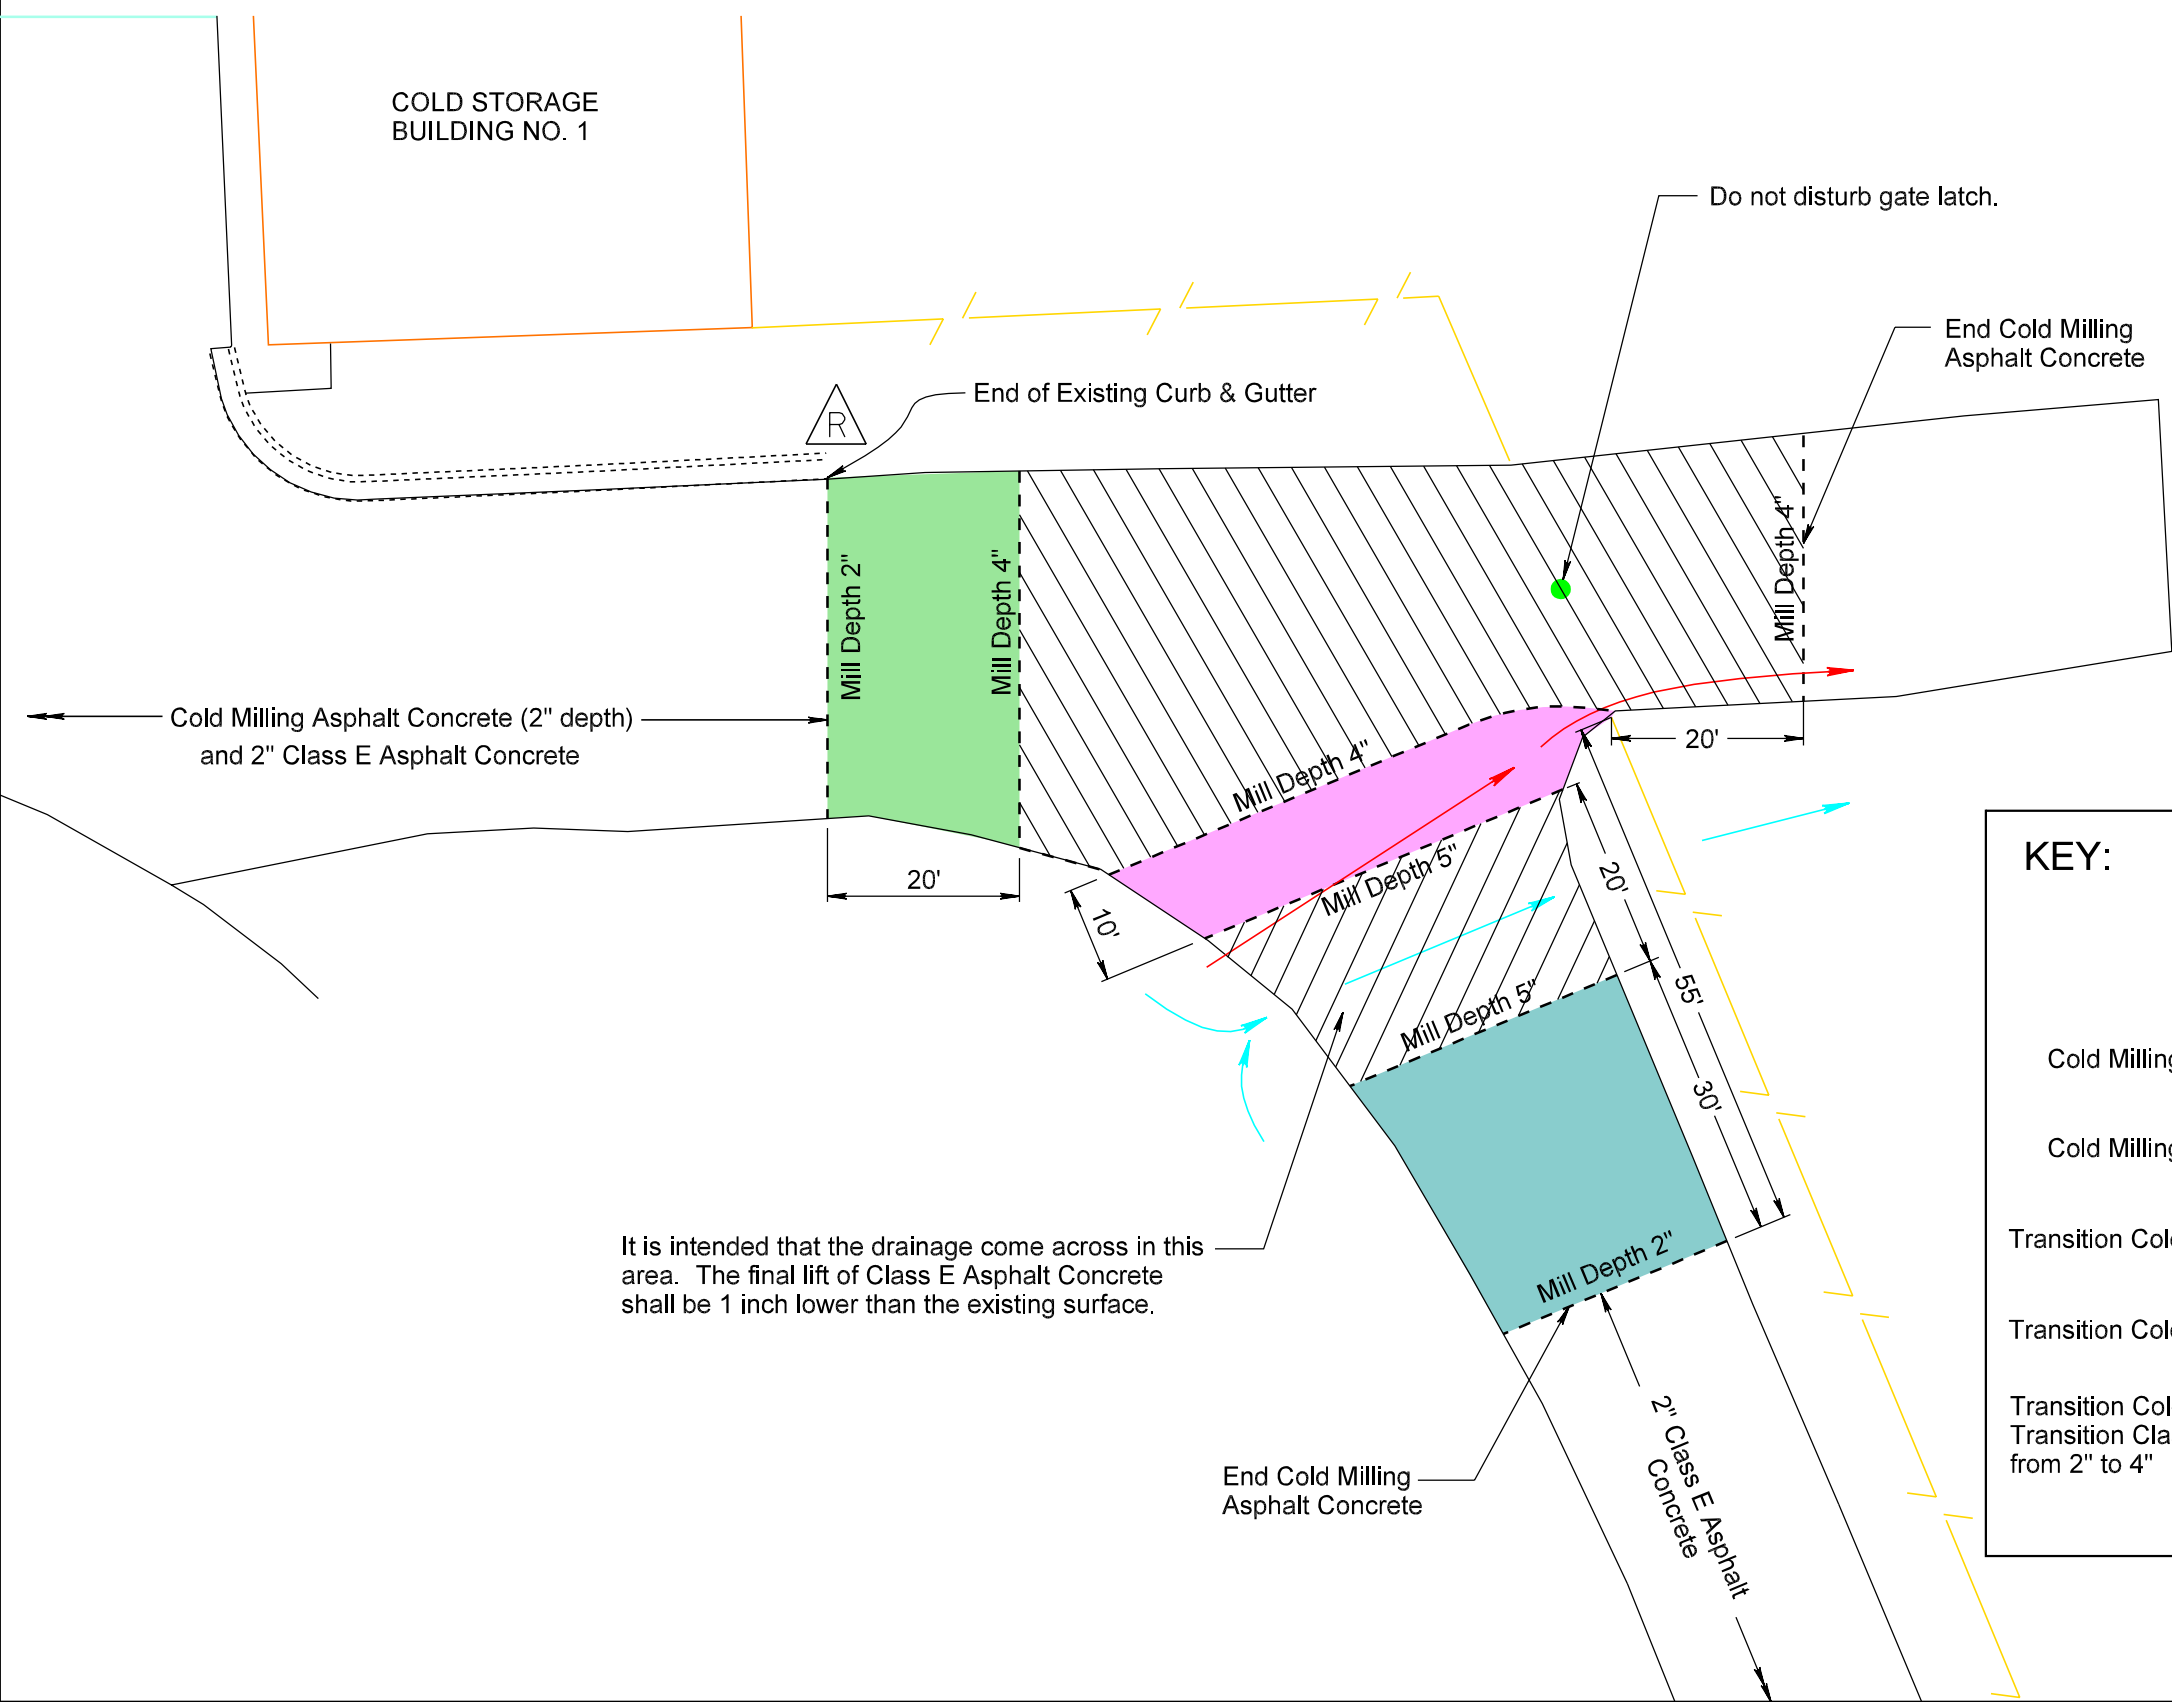 COLD STORAGE
BUILDING NO. 1
Do not disturb gate latch.
End Cold Milling
Asphalt Concrete
End of Existing Curb & Gutter
R
Mill Depth 2"
Mill Depth 4"
Mill Depth 4"
Cold Milling Asphalt Concrete (2" depth)
and 2" Class E Asphalt Concrete
20'
Mill Depth 4"
20'
10'
Mill Depth 5"
20'
55'
Mill Depth 5"
30'
It is intended that the drainage come across in this
area. The final lift of Class E Asphalt Concrete
shall be 1 inch lower than the existing surface.
Mill Depth 2"
End Cold Milling
Asphalt Concrete
2" Class E Asphalt
Concrete
KEY:
Cold Milling
Cold Milling
Transition Col
Transition Col
Transition Col
Transition Cla
from 2" to 4"